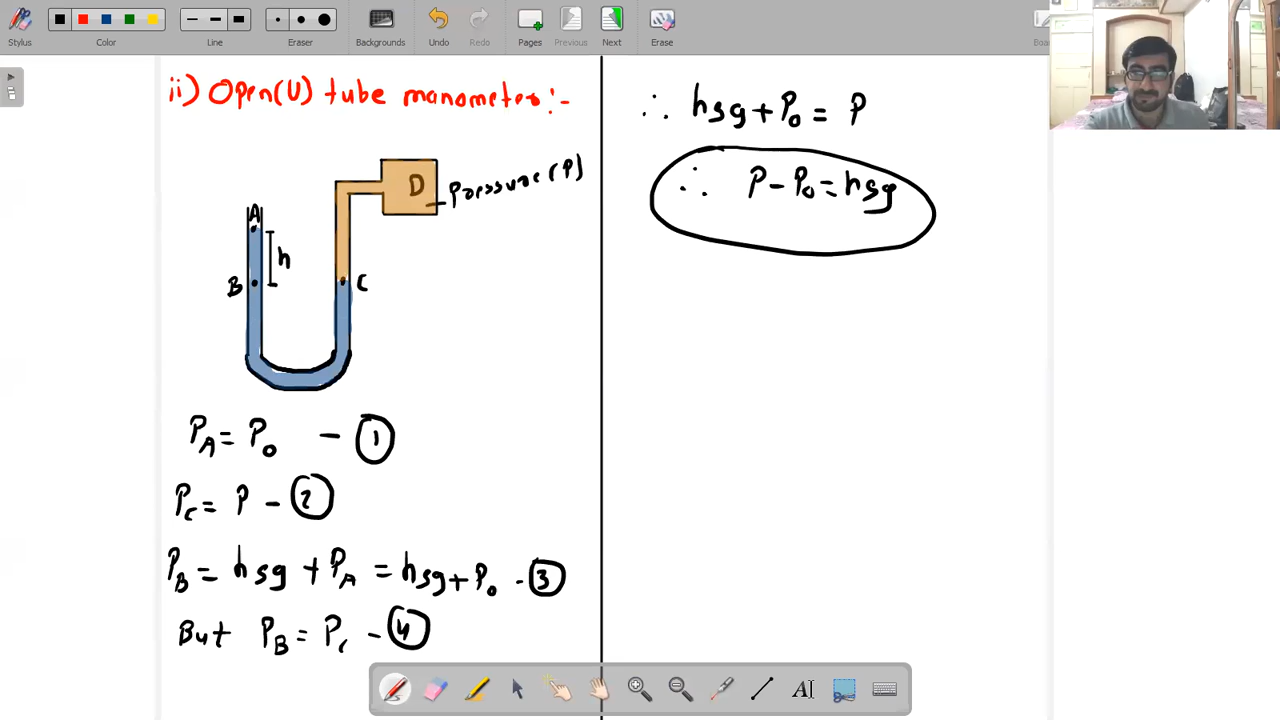 Stylus
Color
Line
Eraser
Backgrounds
Undo
Redo
Pages
Previous
Next
Erase
ii) Open(U) tube manometer:-
D
Pressure(P)
A
h
B
C
PA = P0 - 1
PC = P - 2
PB = hsg + PA = hsg + P0 - 3
But PB = PC - 4
∴ hsg + P0 = P
∴ P - P0 = hsg
AI